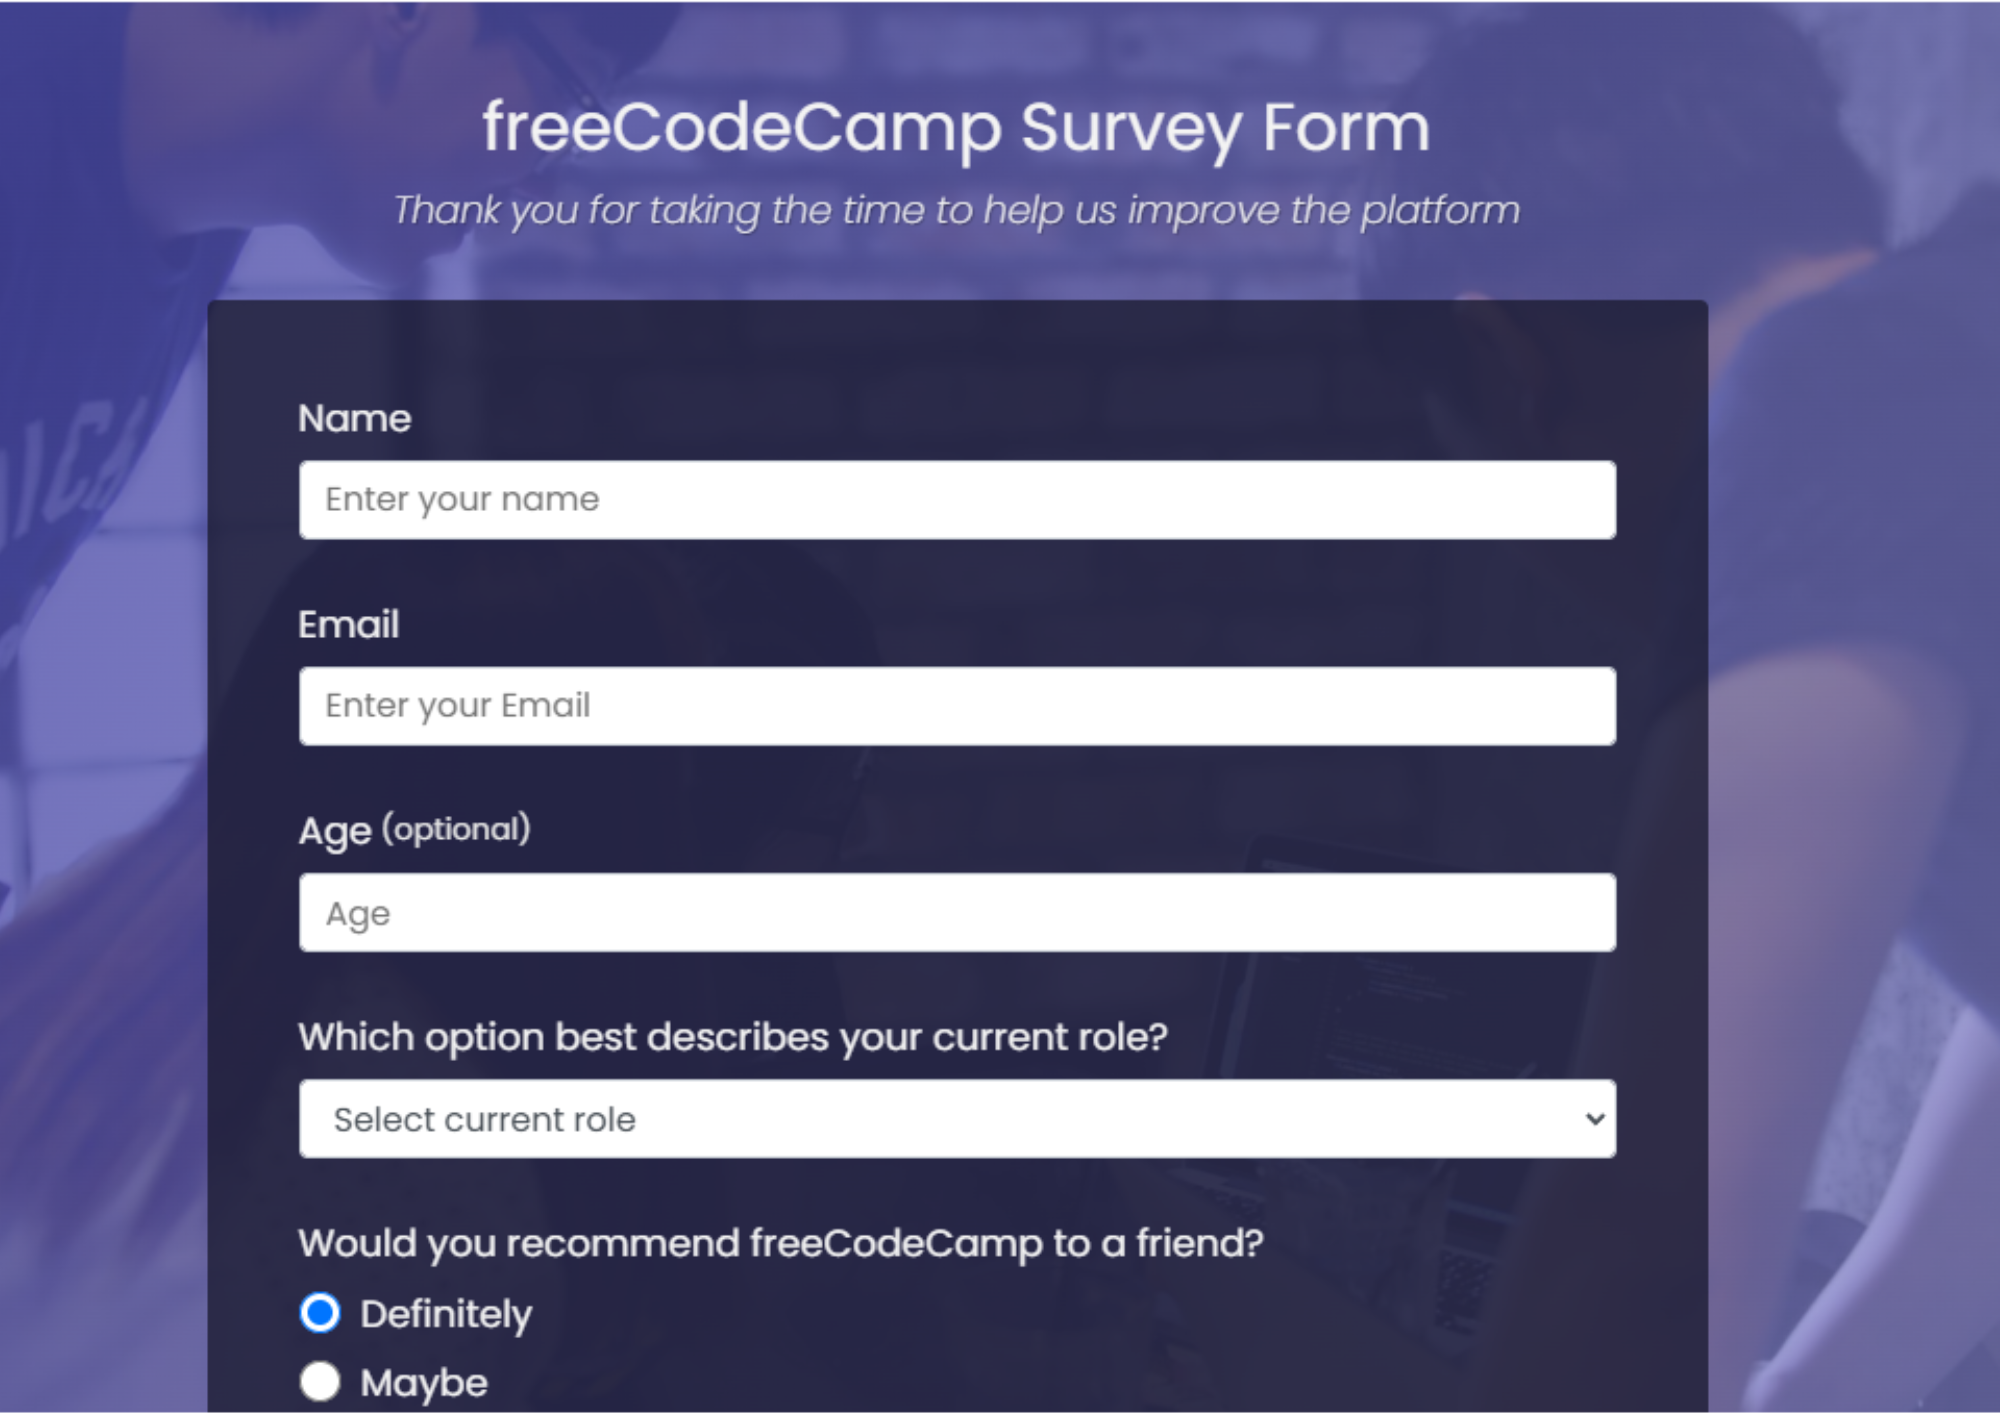 freeCodeCamp Survey Form
Thank you for taking the time to help us improve the platform
Name
Enter your name
Email
Enter your Email
Age (optional)
Age
Which option best describes your current role?
Select current role
Would you recommend freeCodeCamp to a friend?
Definitely
Maybe